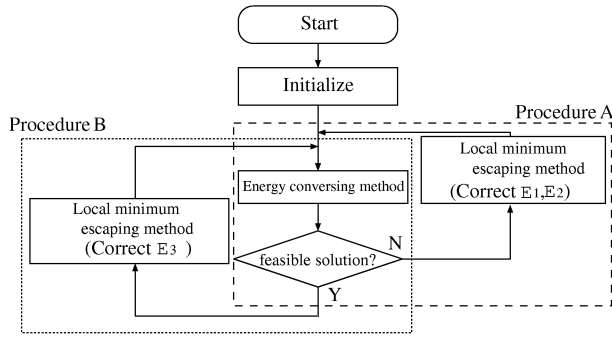 Start
Initialize
Procedure A
Procedure B
Local minimum
escaping method
(Correct E1,E2)
Energy conversing method
Local minimum
escaping method
(Correct E3 )
feasible solution?
N
Y